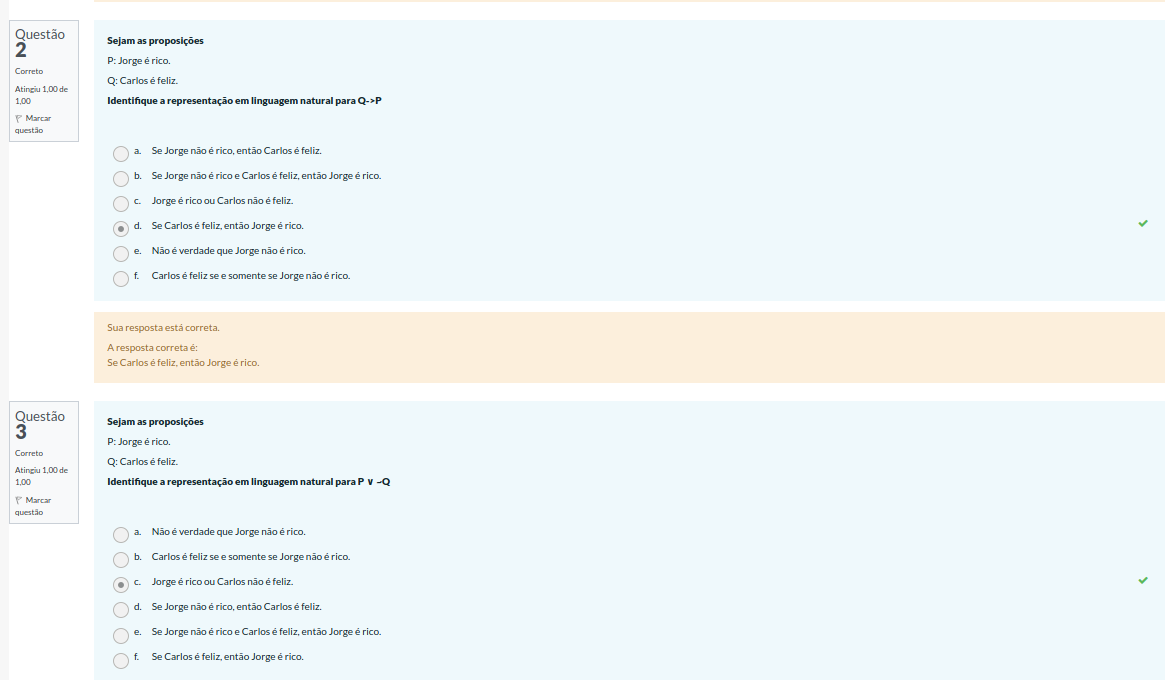 Questão
2
Correto
Atingiu 1,00 de
1,00
Marcar
questão
Sejam as proposições
P: Jorge é rico.
Q: Carlos é feliz.
Identifique a representação em linguagem natural para Q->P
a. Se Jorge não é rico, então Carlos é feliz.
b. Se Jorge não é rico e Carlos é feliz, então Jorge é rico.
c. Jorge é rico ou Carlos não é feliz.
d. Se Carlos é feliz, então Jorge é rico.
e. Não é verdade que Jorge não é rico.
f. Carlos é feliz se e somente se Jorge não é rico.
Sua resposta está correta.
A resposta correta é:
Se Carlos é feliz, então Jorge é rico.
Questão
3
Correto
Atingiu 1,00 de
1,00
Marcar
questão
Sejam as proposições
P: Jorge é rico.
Q: Carlos é feliz.
Identifique a representação em linguagem natural para P ∨ ~Q
a. Não é verdade que Jorge não é rico.
b. Carlos é feliz se e somente se Jorge não é rico.
c. Jorge é rico ou Carlos não é feliz.
d. Se Jorge não é rico, então Carlos é feliz.
e. Se Jorge não é rico e Carlos é feliz, então Jorge é rico.
f. Se Carlos é feliz, então Jorge é rico.